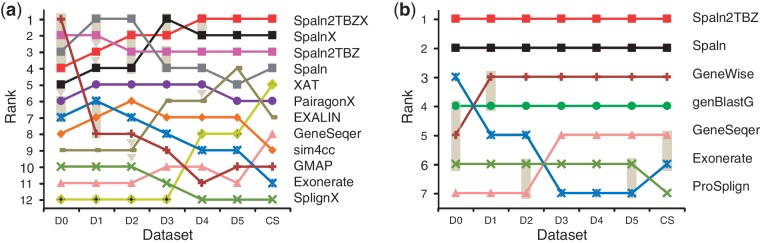 a
Rank
1
2
3
4
5
6
7
8
9
10
11
12
D0 D1 D2 D3 D4 D5 CS
Dataset
Spaln2TBZX
SpalnX
Spaln2TBZ
Spaln
XAT
PairagonX
EXALIN
GeneSeqer
sim4cc
GMAP
Exonerate
SplignX
b
Rank
1
2
3
4
5
6
7
D0 D1 D2 D3 D4 D5 CS
Dataset
Spaln2TBZ
Spaln
GeneWise
genBlastG
GeneSeqer
Exonerate
ProSplign